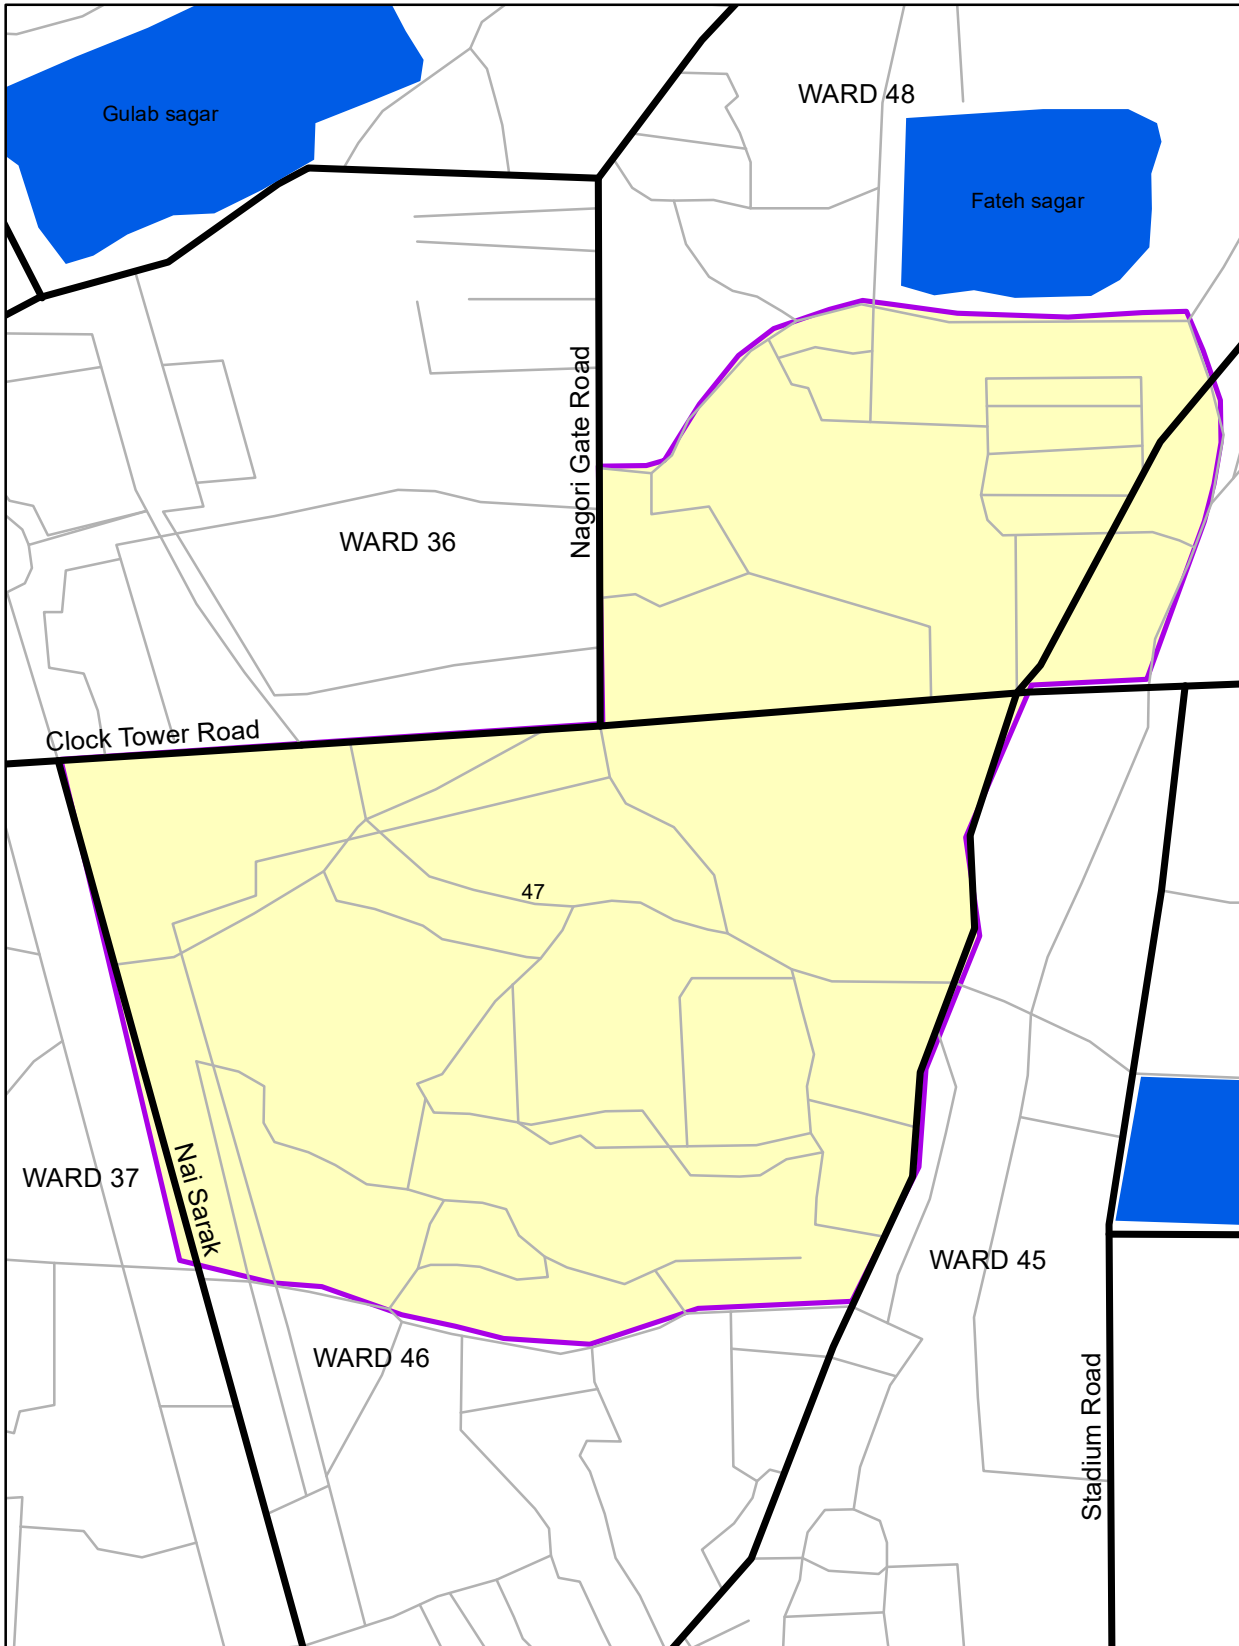 WARD 48
Gulab sagar
Fateh sagar
Nagori Gate Road
WARD 36
Clock Tower Road
47
WARD 37
Nai Sarak
WARD 45
WARD 46
Stadium Road